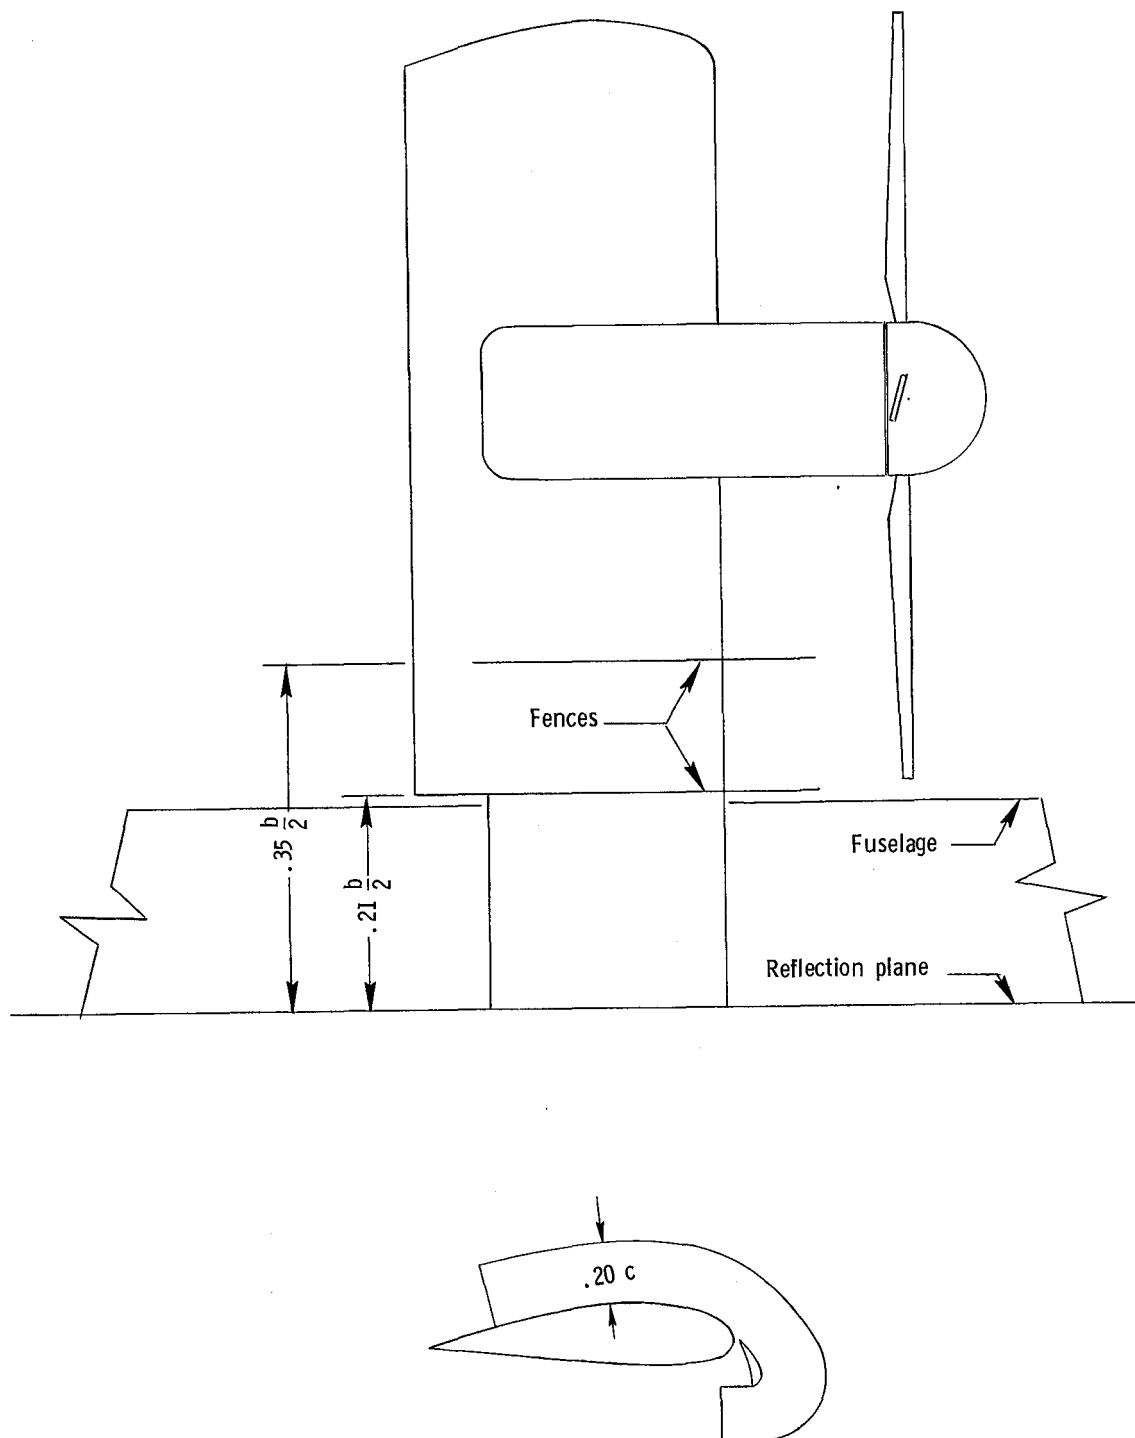 Fences
.35 b/2
.21 b/2
Fuselage
Reflection plane
.20 c